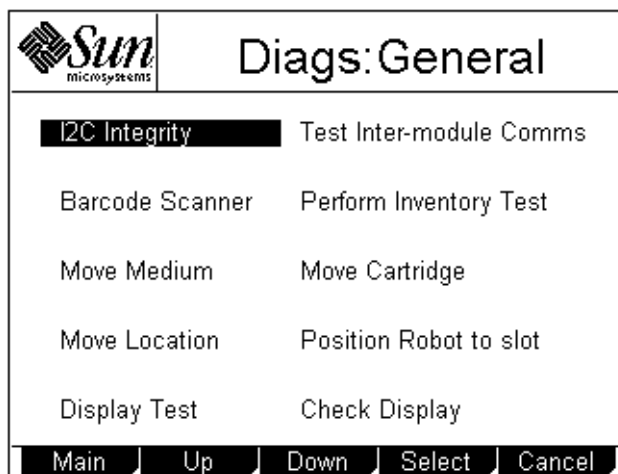 Sun
microsystems
Diags:General
I2C Integrity
Test Inter-module Comms
Barcode Scanner
Perform Inventory Test
Move Medium
Move Cartridge
Move Location
Position Robot to slot
Display Test
Check Display
Main
Up
Down
Select
Cancel